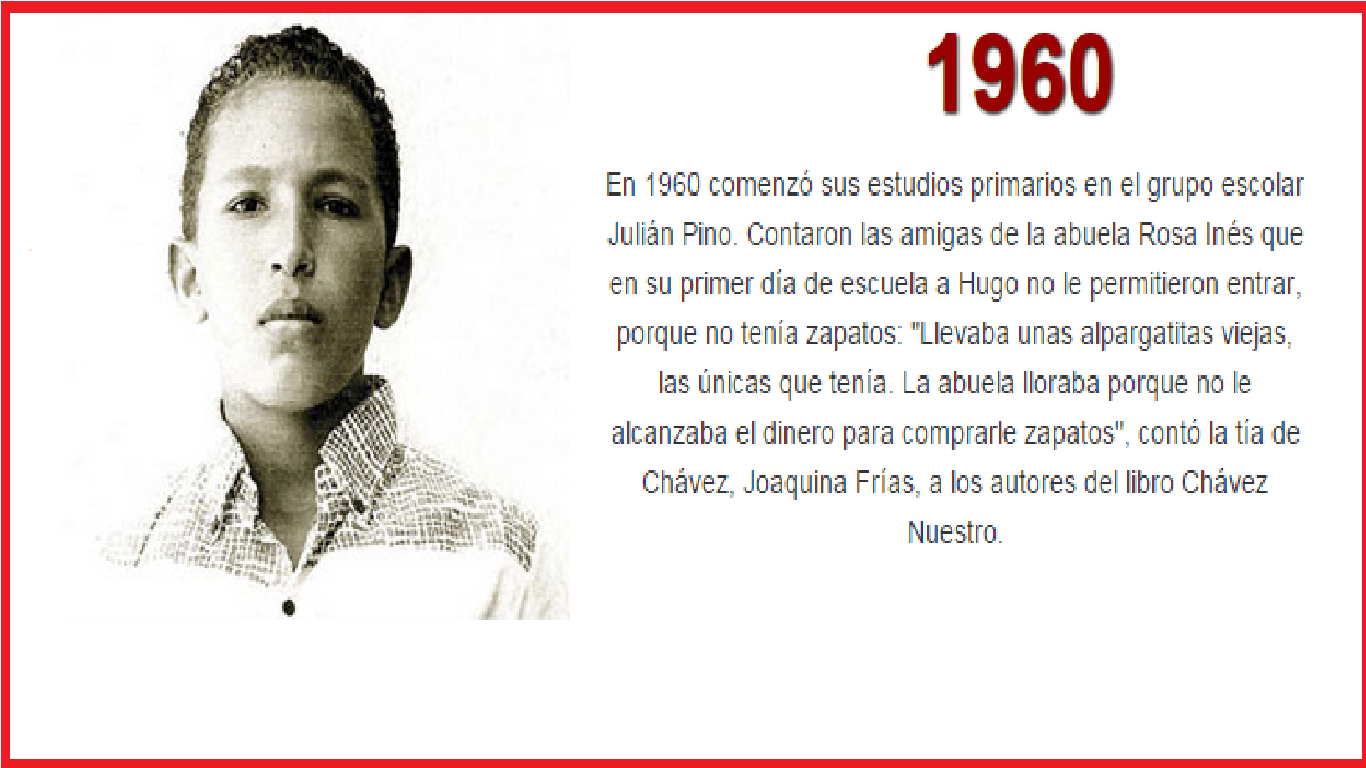 1960
En 1960 comenzó sus estudios primarios en el grupo escolar
Julián Pino. Contaron las amigas de la abuela Rosa Inés que
en su primer día de escuela a Hugo no le permitieron entrar,
porque no tenía zapatos: "Llevaba unas alpargatitas viejas,
las únicas que tenía. La abuela lloraba porque no le
alcanzaba el dinero para comprarle zapatos", contó la tía de
Chávez, Joaquina Frías, a los autores del libro Chávez
Nuestro.